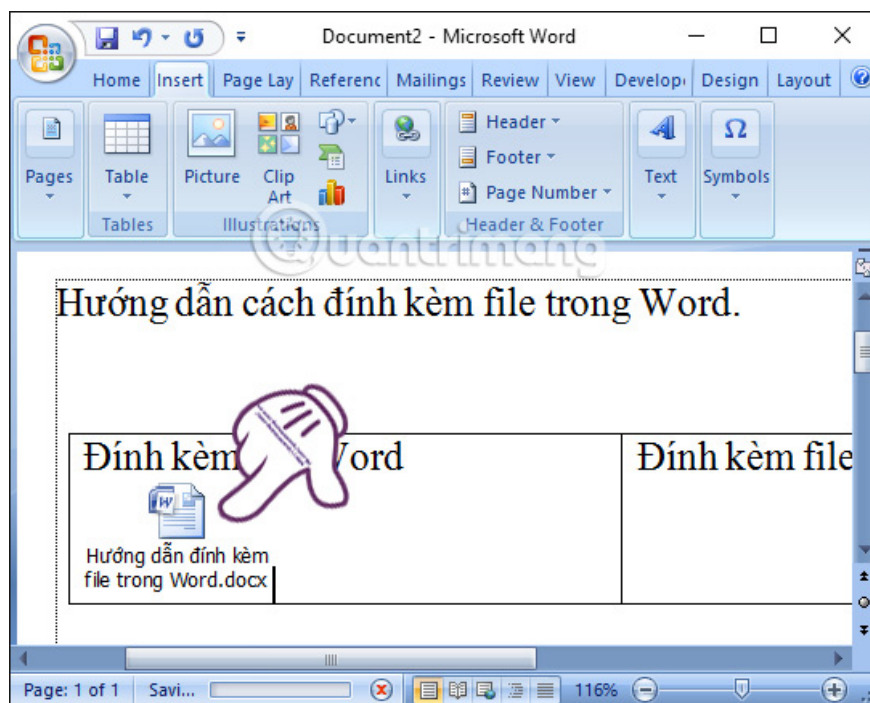 Document2 - Microsoft Word
Home Insert Page Lay Referenc Mailings Review View Develop Design Layout
Header
Footer
Pages Table Picture Clip Art Links Page Number Text Symbols
Tables Illustrations Header & Footer
Quantrimang
Hướng dẫn cách đính kèm file trong Word.
Đính kèm Word Đính kèm file
W
Hướng dẫn đính kèm
file trong Word.docx
Page: 1 of 1 Savi... 116%